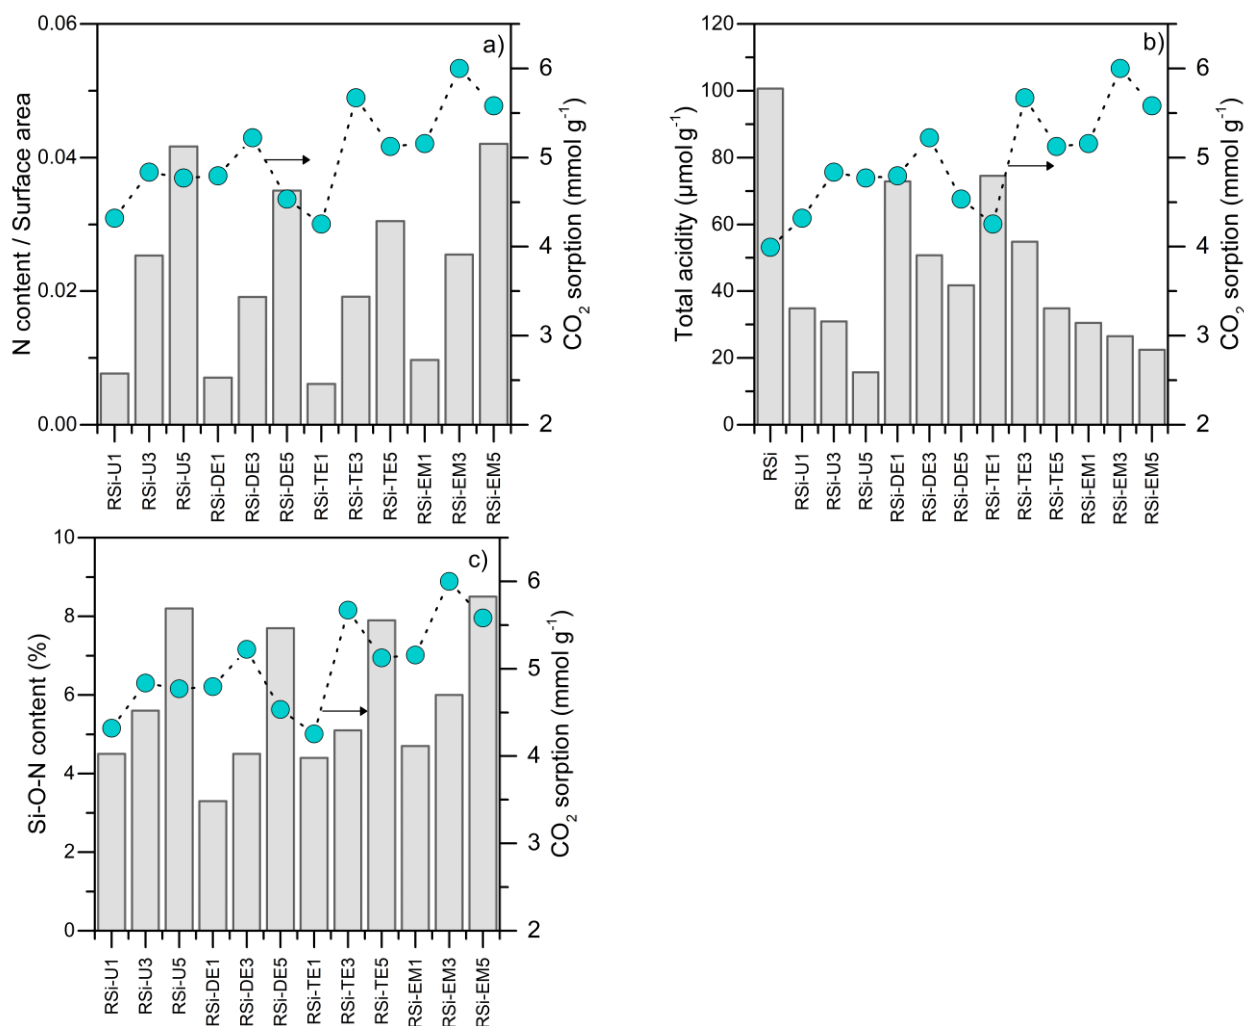 a)
N content / Surface area
0.06
0.04
0.02
0.00
CO2 sorption (mmol g-1)
6
5
4
3
2
RSi-U1
RSi-U3
RSi-U5
RSi-DE1
RSi-DE3
RSi-DE5
RSi-TE1
RSi-TE3
RSi-TE5
RSi-EM1
RSi-EM3
RSi-EM5
b)
Total acidity (µmol g-1)
120
100
80
60
40
20
0
CO2 sorption (mmol g-1)
6
5
4
3
2
RSi
RSi-U1
RSi-U3
RSi-U5
RSi-DE1
RSi-DE3
RSi-DE5
RSi-TE1
RSi-TE3
RSi-TE5
RSi-EM1
RSi-EM3
RSi-EM5
c)
Si-O-N content (%)
10
8
6
4
2
0
CO2 sorption (mmol g-1)
6
5
4
3
2
RSi-U1
RSi-U3
RSi-U5
RSi-DE1
RSi-DE3
RSi-DE5
RSi-TE1
RSi-TE3
RSi-TE5
RSi-EM1
RSi-EM3
RSi-EM5